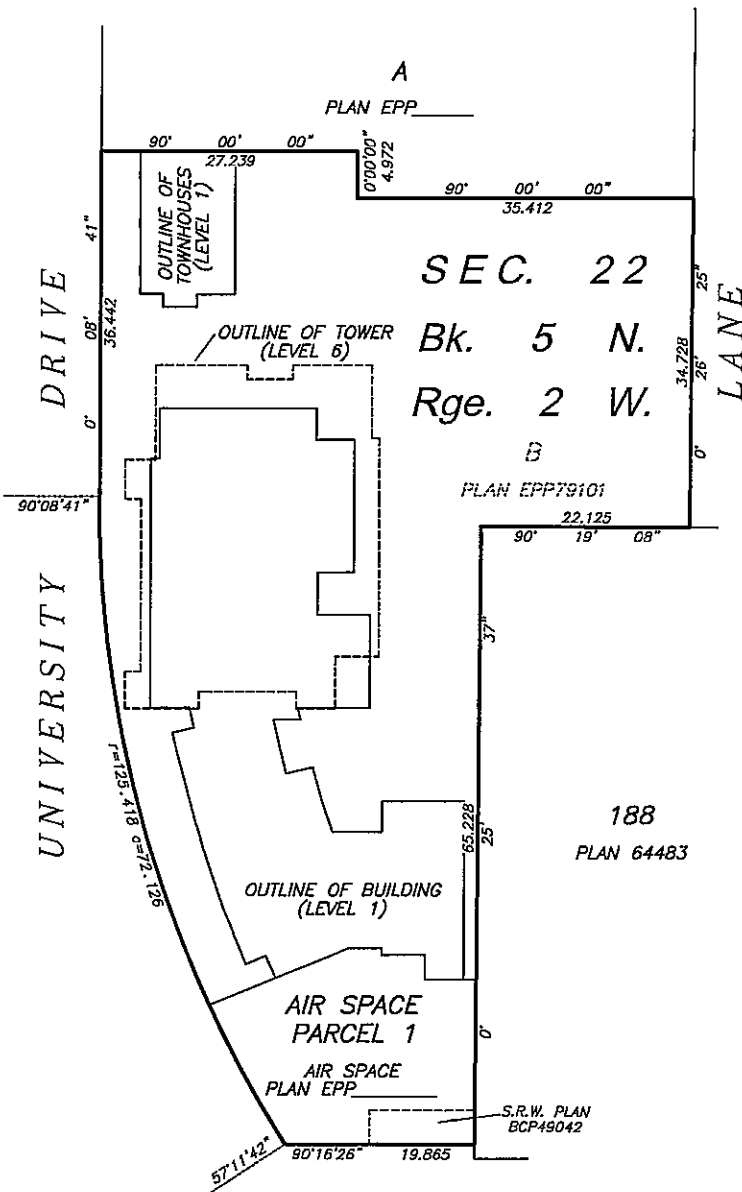 A
PLAN EPP
90° 00' 00"
27.239
0°00'00"
4.972
90° 00' 00"
35.412
OUTLINE OF
TOWNHOUSES
(LEVEL 1)
0° 08' 41"
36.442
DRIVE
SEC. 22
Bk. 5 N.
Rge. 2 W.
0° 26' 25"
34.728
LANE
OUTLINE OF TOWER
(LEVEL 6)
B
PLAN EPP79101
22.125
90° 19' 08"
90°08'41"
UNIVERSITY
r=125.418 a=72.126
0° 25' 37"
65.228
188
PLAN 64483
OUTLINE OF BUILDING
(LEVEL 1)
AIR SPACE
PARCEL 1
AIR SPACE
PLAN EPP
S.R.W. PLAN
BCP49042
57°11'42"
90°16'26"
19.865